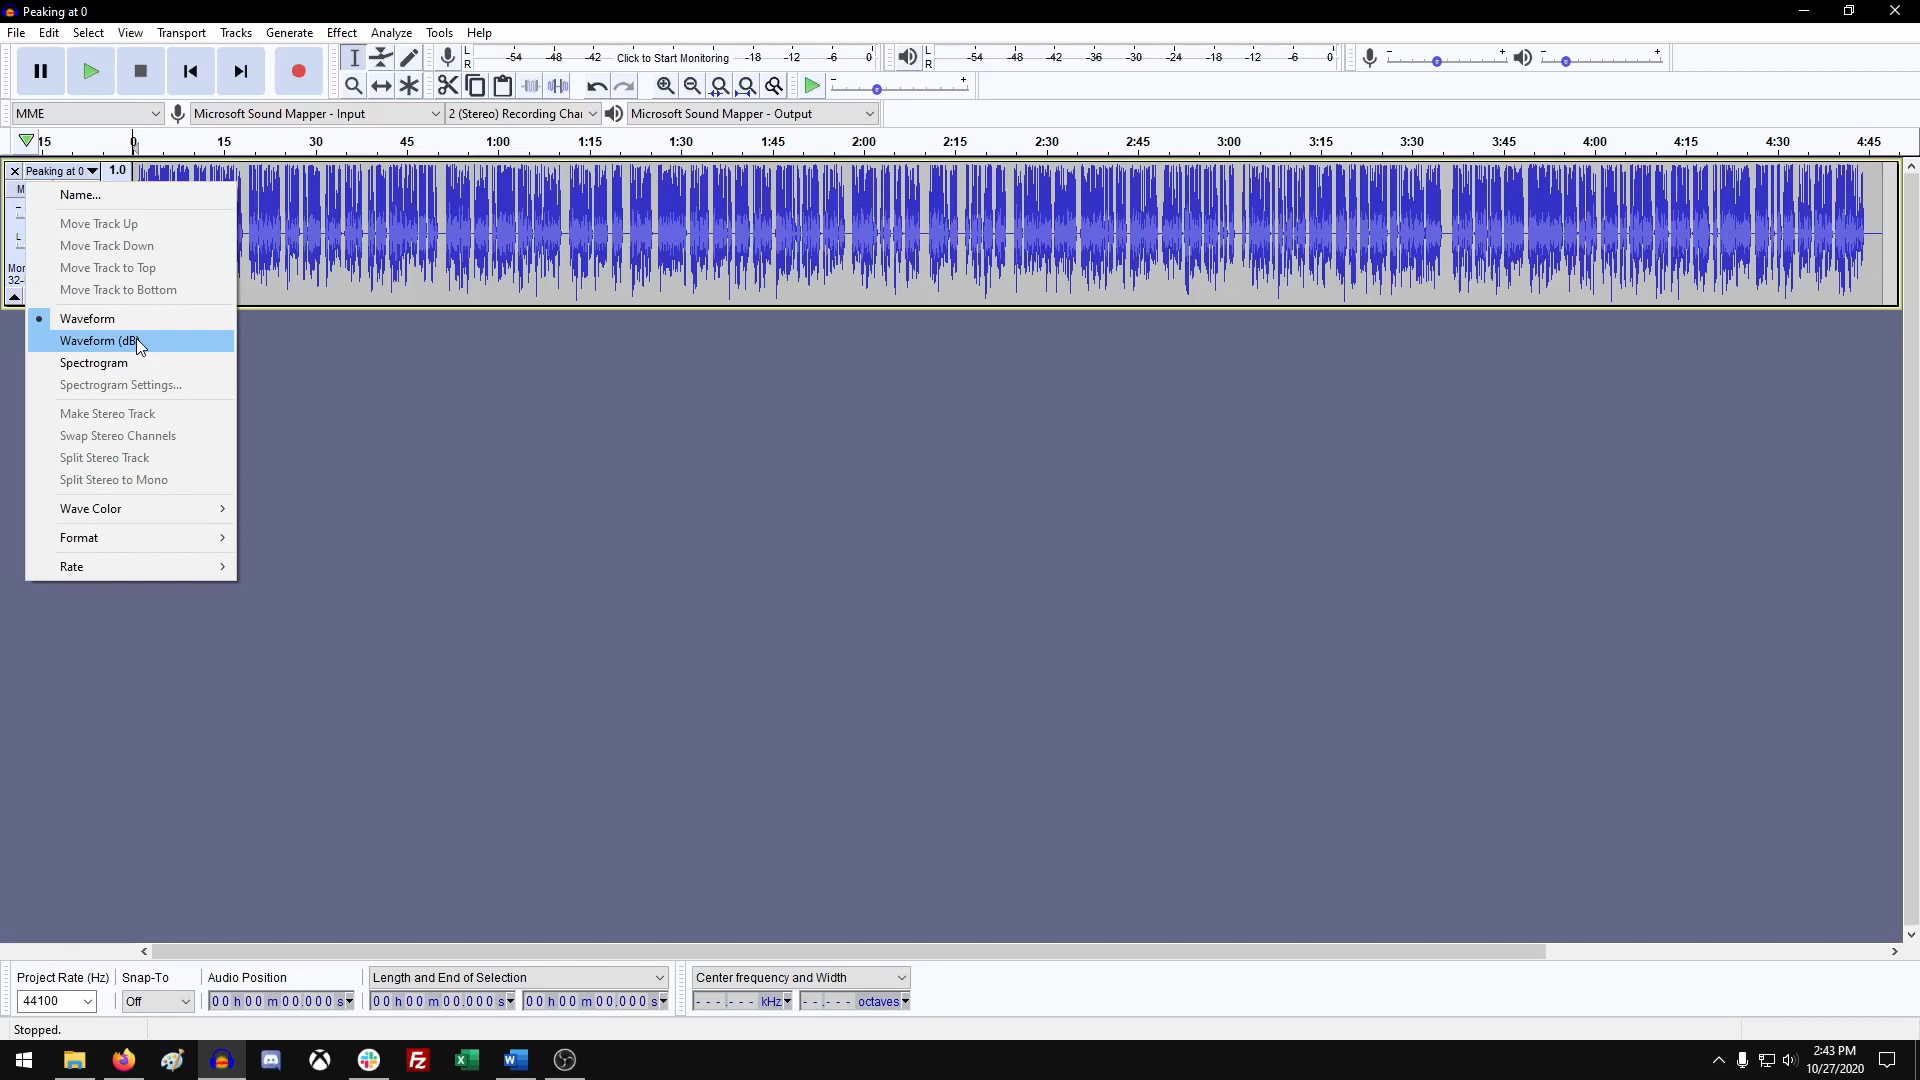 Peaking at 0
File Edit Select View Transport Tracks Generate Effect Analyze Tools Help
L R -54 -48 -42 Click to Start Monitoring -18 -12 -6 0
L R -54 -48 -42 -36 -30 -24 -18 -12 -6 0
- +
- +
- +
MME Microsoft Sound Mapper - Input 2 (Stereo) Recording Chai Microsoft Sound Mapper - Output
15 0 15 30 45 1:00 1:15 1:30 1:45 2:00 2:15 2:30 2:45 3:00 3:15 3:30 3:45 4:00 4:15 4:30 4:45
Peaking at 0 1.0
M
L
Mor
32-
Name...
Move Track Up
Move Track Down
Move Track to Top
Move Track to Bottom
Waveform
Waveform (dB)
Spectrogram
Spectrogram Settings...
Make Stereo Track
Swap Stereo Channels
Split Stereo Track
Split Stereo to Mono
Wave Color
Format
Rate
Project Rate (Hz) Snap-To Audio Position Length and End of Selection Center frequency and Width
44100 Off 00 h 00 m 00.000 s 00 h 00 m 00.000 s 00 h 00 m 00.000 s ---.--- kHz --.--- octaves
Stopped.
2:43 PM
10/27/2020